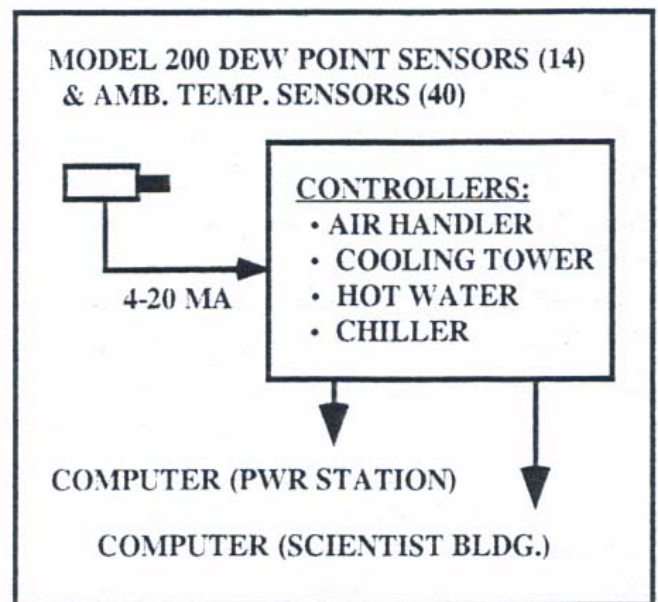 MODEL 200 DEW POINT SENSORS (14)
& AMB. TEMP. SENSORS (40)
CONTROLLERS:
• AIR HANDLER
• COOLING TOWER
• HOT WATER
• CHILLER
4-20 MA
COMPUTER (PWR STATION)
COMPUTER (SCIENTIST BLDG.)